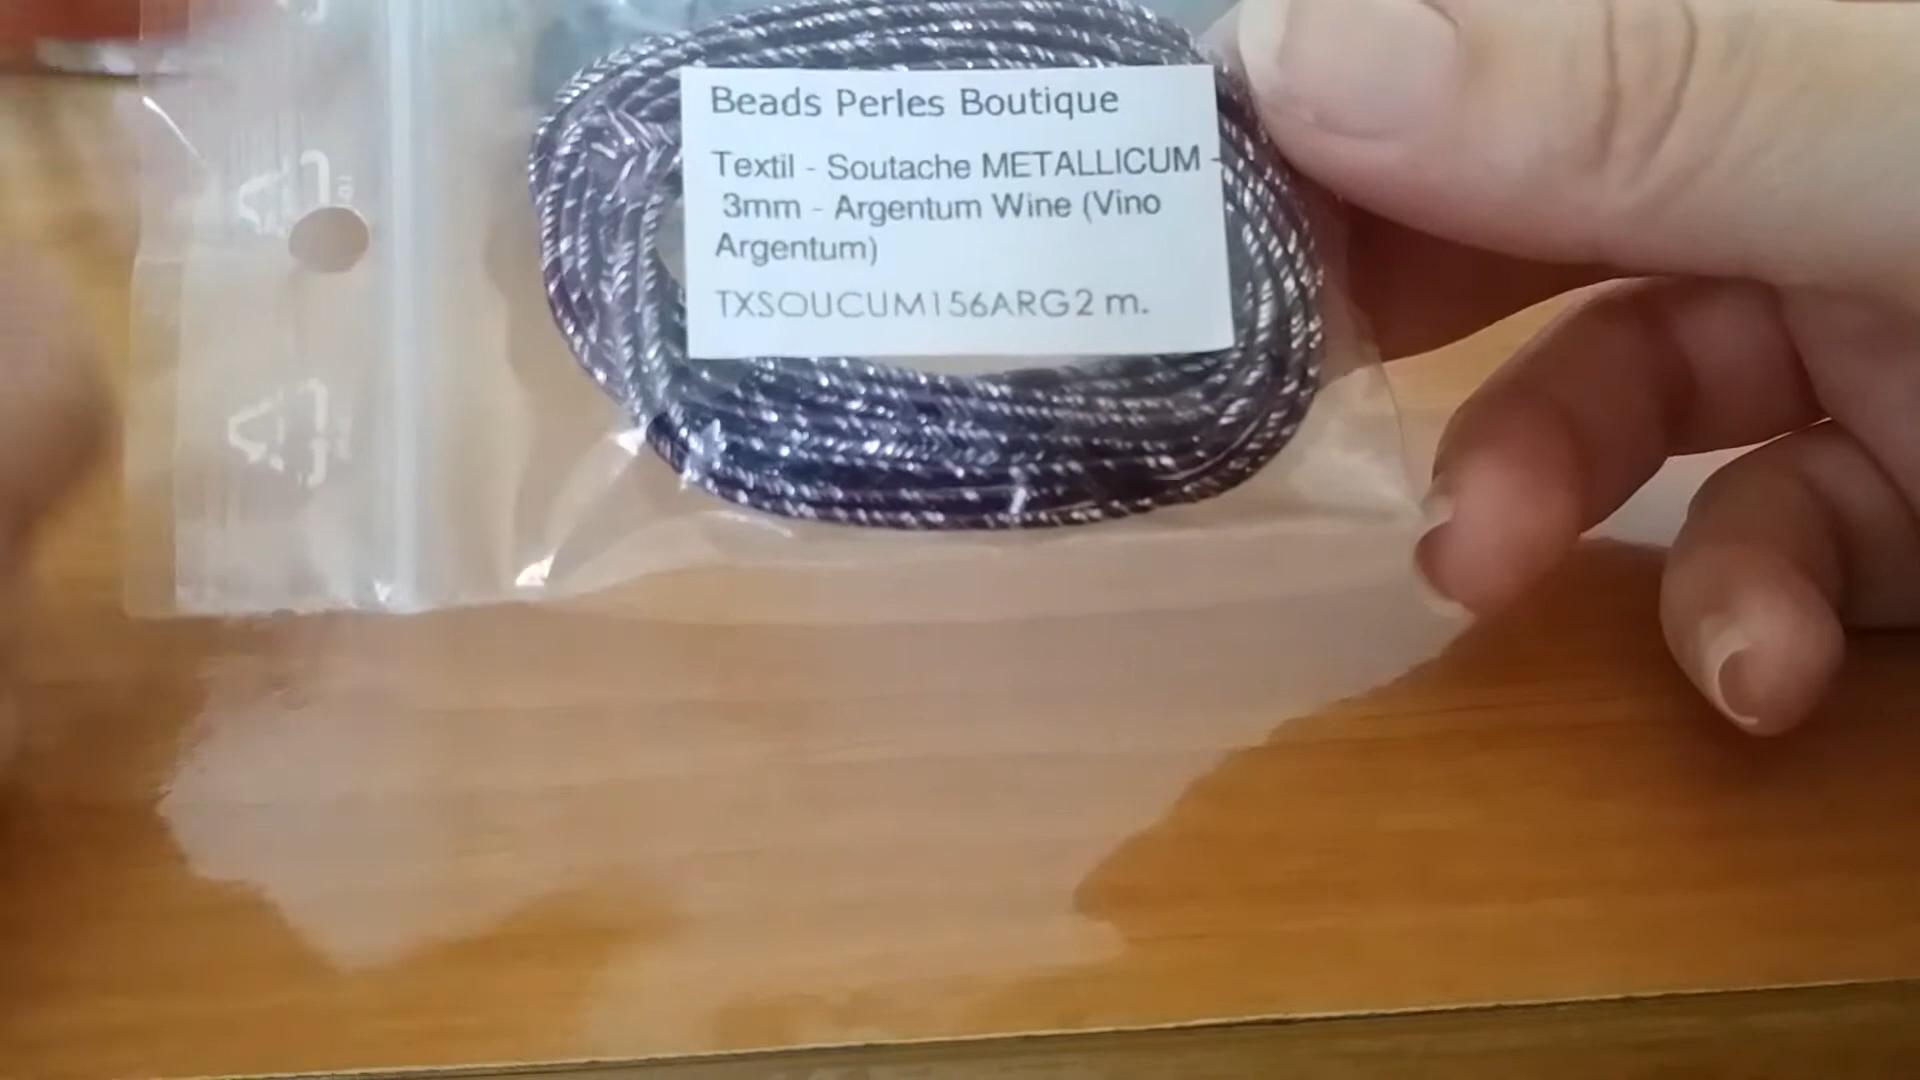 Beads Perles Boutique
Textil - Soutache METALLICUM -
3mm - Argentum Wine (Vino
Argentum)
TXSOUCUM156ARG2 m.